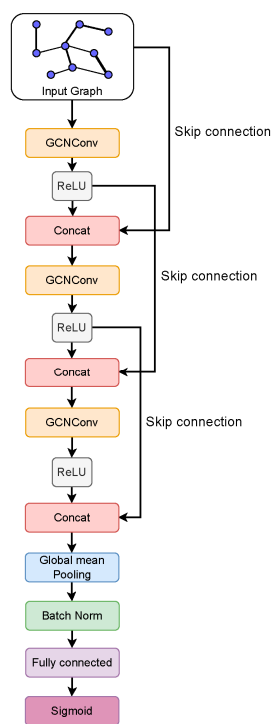 Input Graph
Skip connection
GCNConv
ReLU
Concat
GCNConv
Skip connection
ReLU
Concat
GCNConv
Skip connection
ReLU
Concat
Global mean
Pooling
Batch Norm
Fully connected
Sigmoid